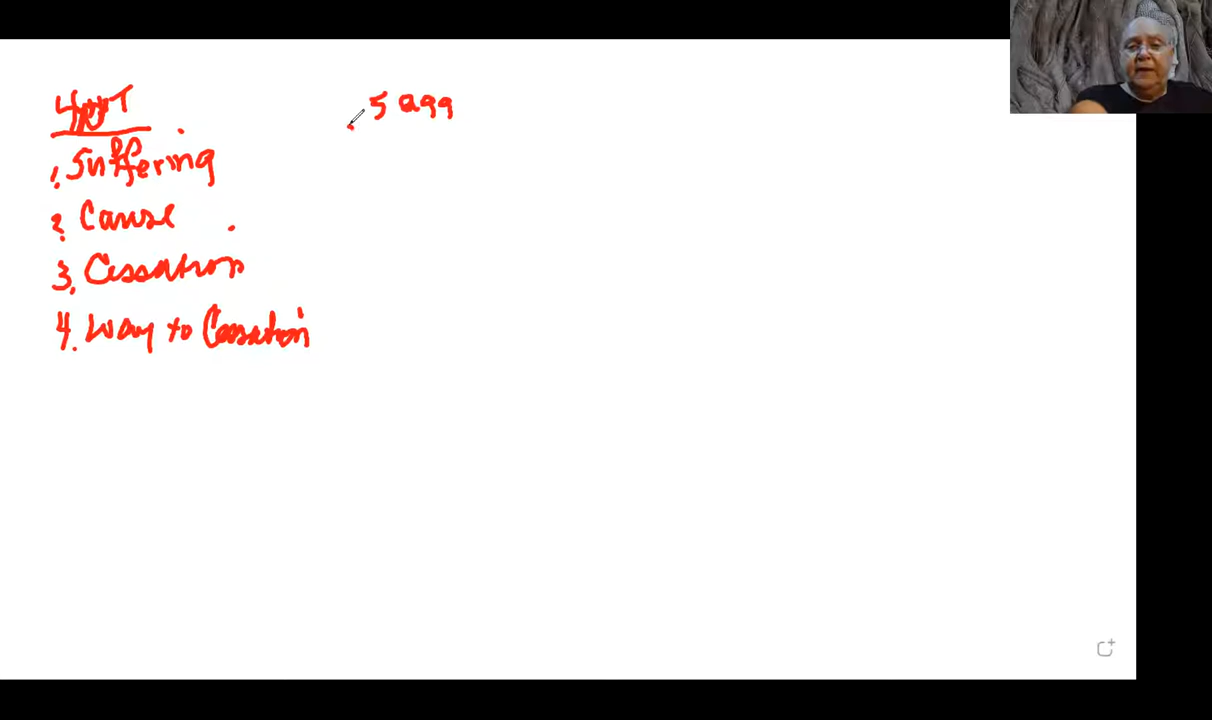 4NT
1. Suffering
2. Cause
3. Cessation
4. Way to Cessation
5 agg